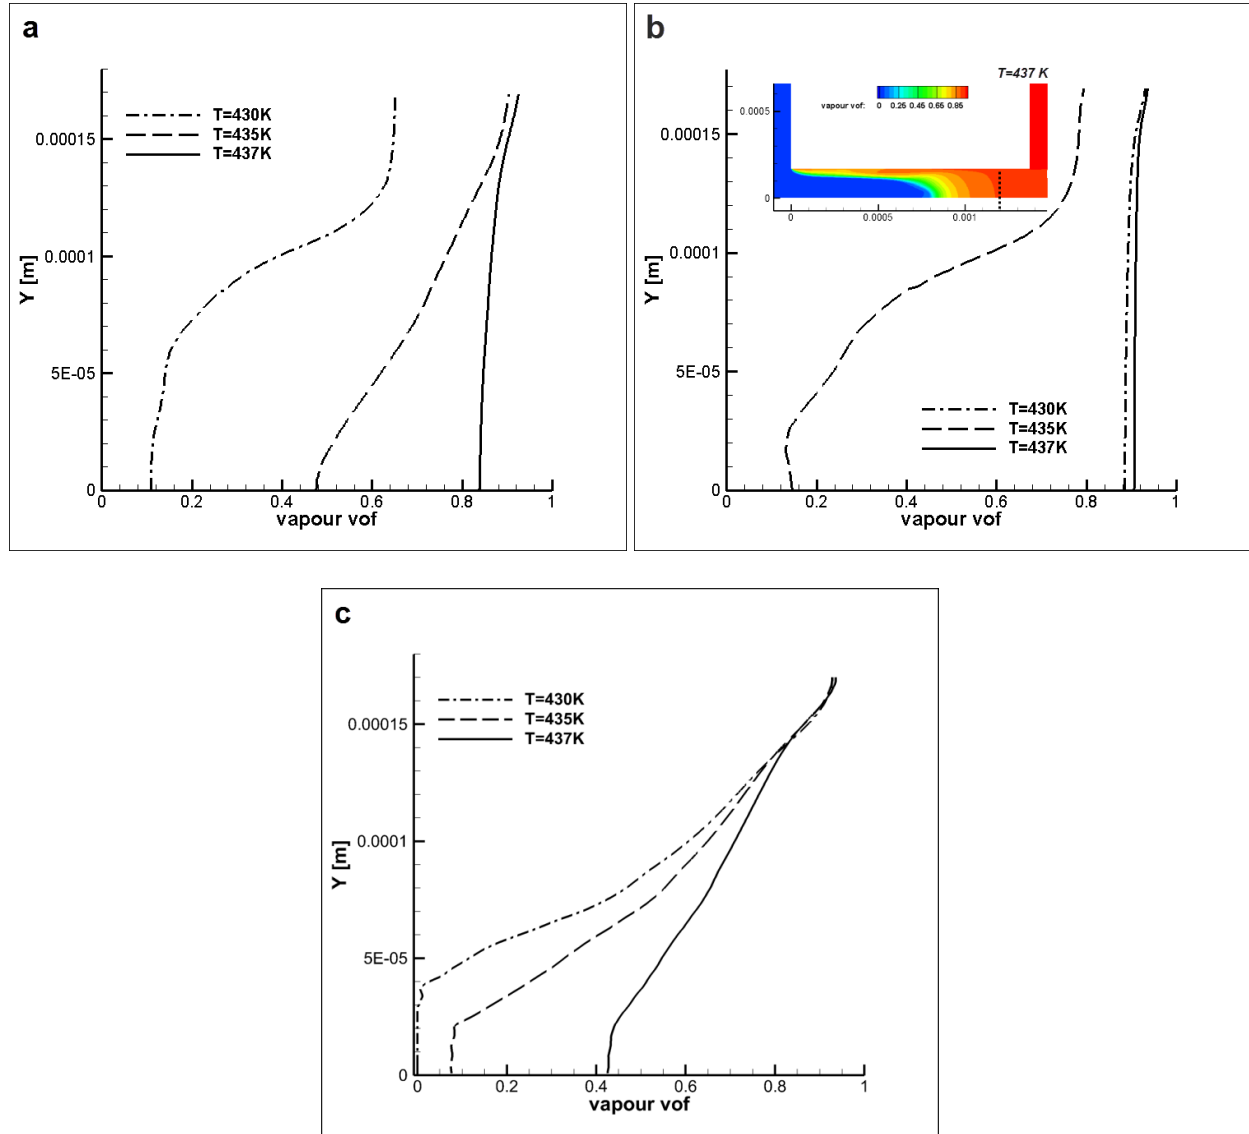 a
T=430K
T=435K
T=437K
0.00015
0.0001
5E-05
0
Y [m]
0 0.2 0.4 0.6 0.8 1
vapour vof
b
T=437 K
vapour vof: 0 0.25 0.45 0.65 0.85
0.0005
0
0 0.0005 0.001
0.00015
0.0001
5E-05
0
Y [m]
T=430K
T=435K
T=437K
0 0.2 0.4 0.6 0.8 1
vapour vof
c
T=430K
T=435K
T=437K
0.00015
0.0001
5E-05
0
Y [m]
0 0.2 0.4 0.6 0.8 1
vapour vof